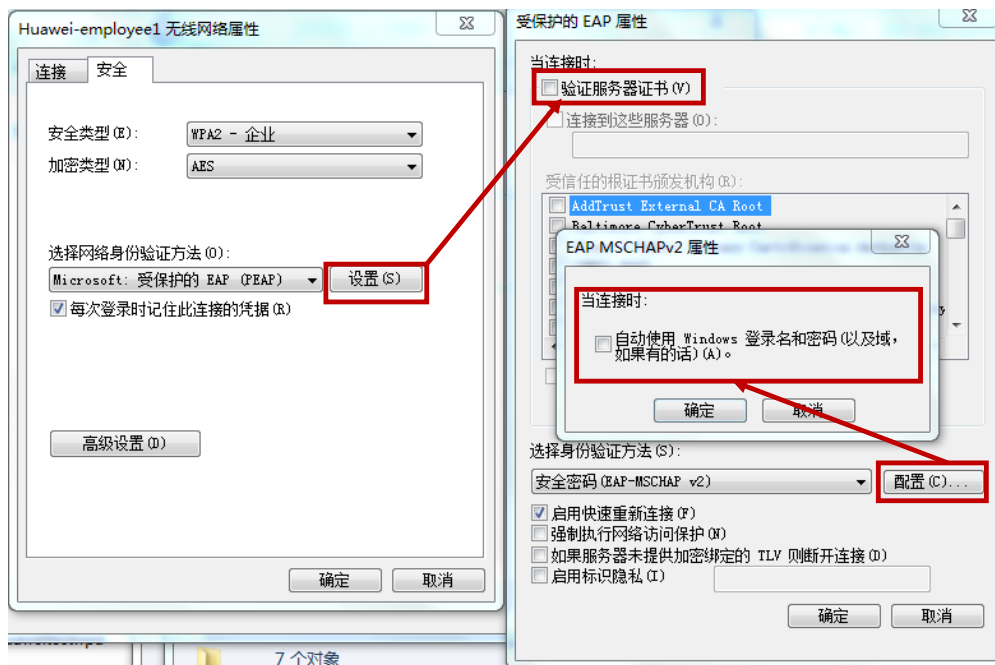 Huawei-employee1 无线网络属性
连接
安全
安全类型(E):
WPA2 - 企业
加密类型(N):
AES
选择网络身份验证方法(O):
Microsoft: 受保护的 EAP (PEAP)
设置(S)
每次登录时记住此连接的凭据(R)
高级设置(D)
确定
取消
7 个对象
受保护的 EAP 属性
当连接时:
验证服务器证书(V)
连接到这些服务器(O):
受信任的根证书颁发机构(R):
AddTrust External CA Root
Baltimore CyberTrust Root
EAP MSCHAPv2 属性
当连接时:
自动使用 Windows 登录名和密码(以及域，
如果有的话)(A)。
确定
取消
选择身份验证方法(S):
安全密码(EAP-MSCHAP v2)
配置(C)...
启用快速重新连接(F)
强制执行网络访问保护(N)
如果服务器未提供加密绑定的 TLV 则断开连接(D)
启用标识隐私(I)
确定
取消